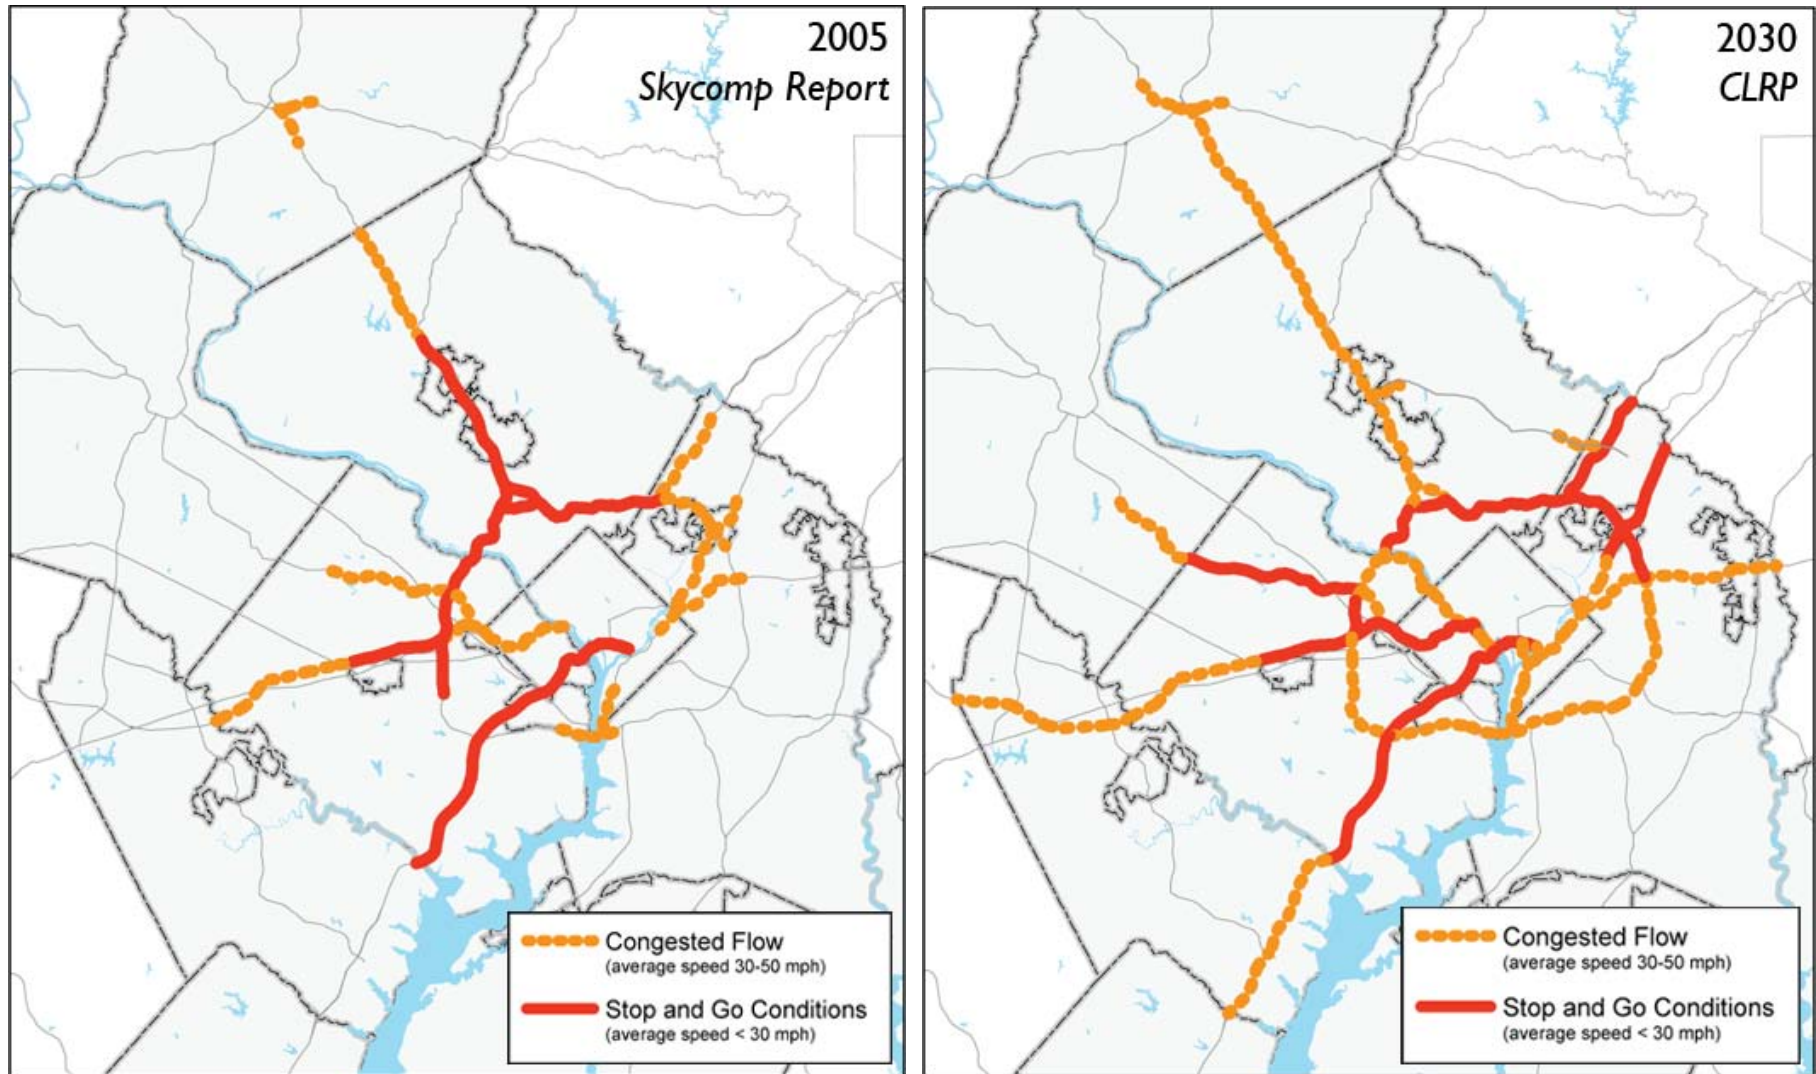 2005
Skycomp Report
Congested Flow
(average speed 30-50 mph)
Stop and Go Conditions
(average speed < 30 mph)
2030
CLRP
Congested Flow
(average speed 30-50 mph)
Stop and Go Conditions
(average speed < 30 mph)